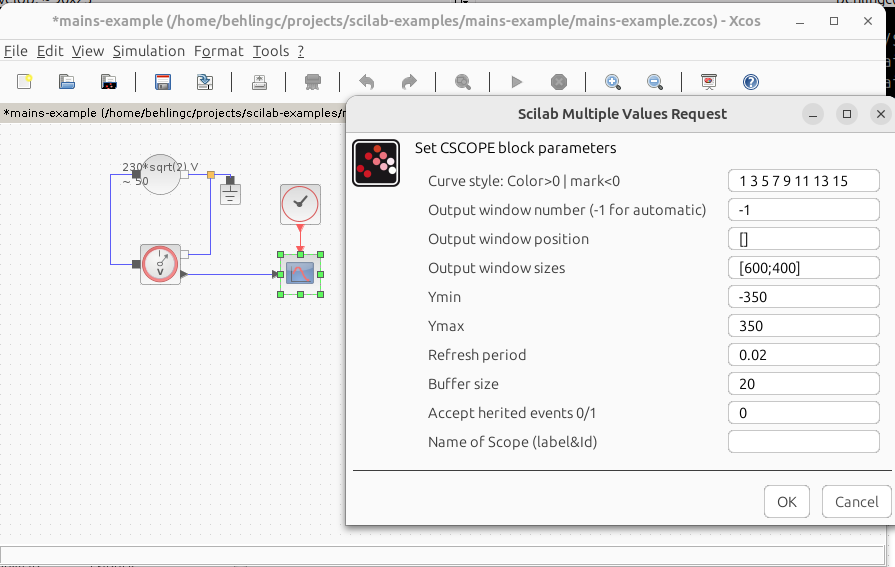 *mains-example (/home/behlingc/projects/scilab-examples/mains-example/mains-example.zcos) - Xcos
File Edit View Simulation Format Tools ?
*mains-example (/home/behlingc/projects/scilab-examples/
230*sqrt(2) V
~ 50
V
Scilab Multiple Values Request
Set CSCOPE block parameters
Curve style: Color>0 | mark<0 1 3 5 7 9 11 13 15
Output window number (-1 for automatic) -1
Output window position []
Output window sizes [600;400]
Ymin -350
Ymax 350
Refresh period 0.02
Buffer size 20
Accept herited events 0/1 0
Name of Scope (label&Id)
OK Cancel